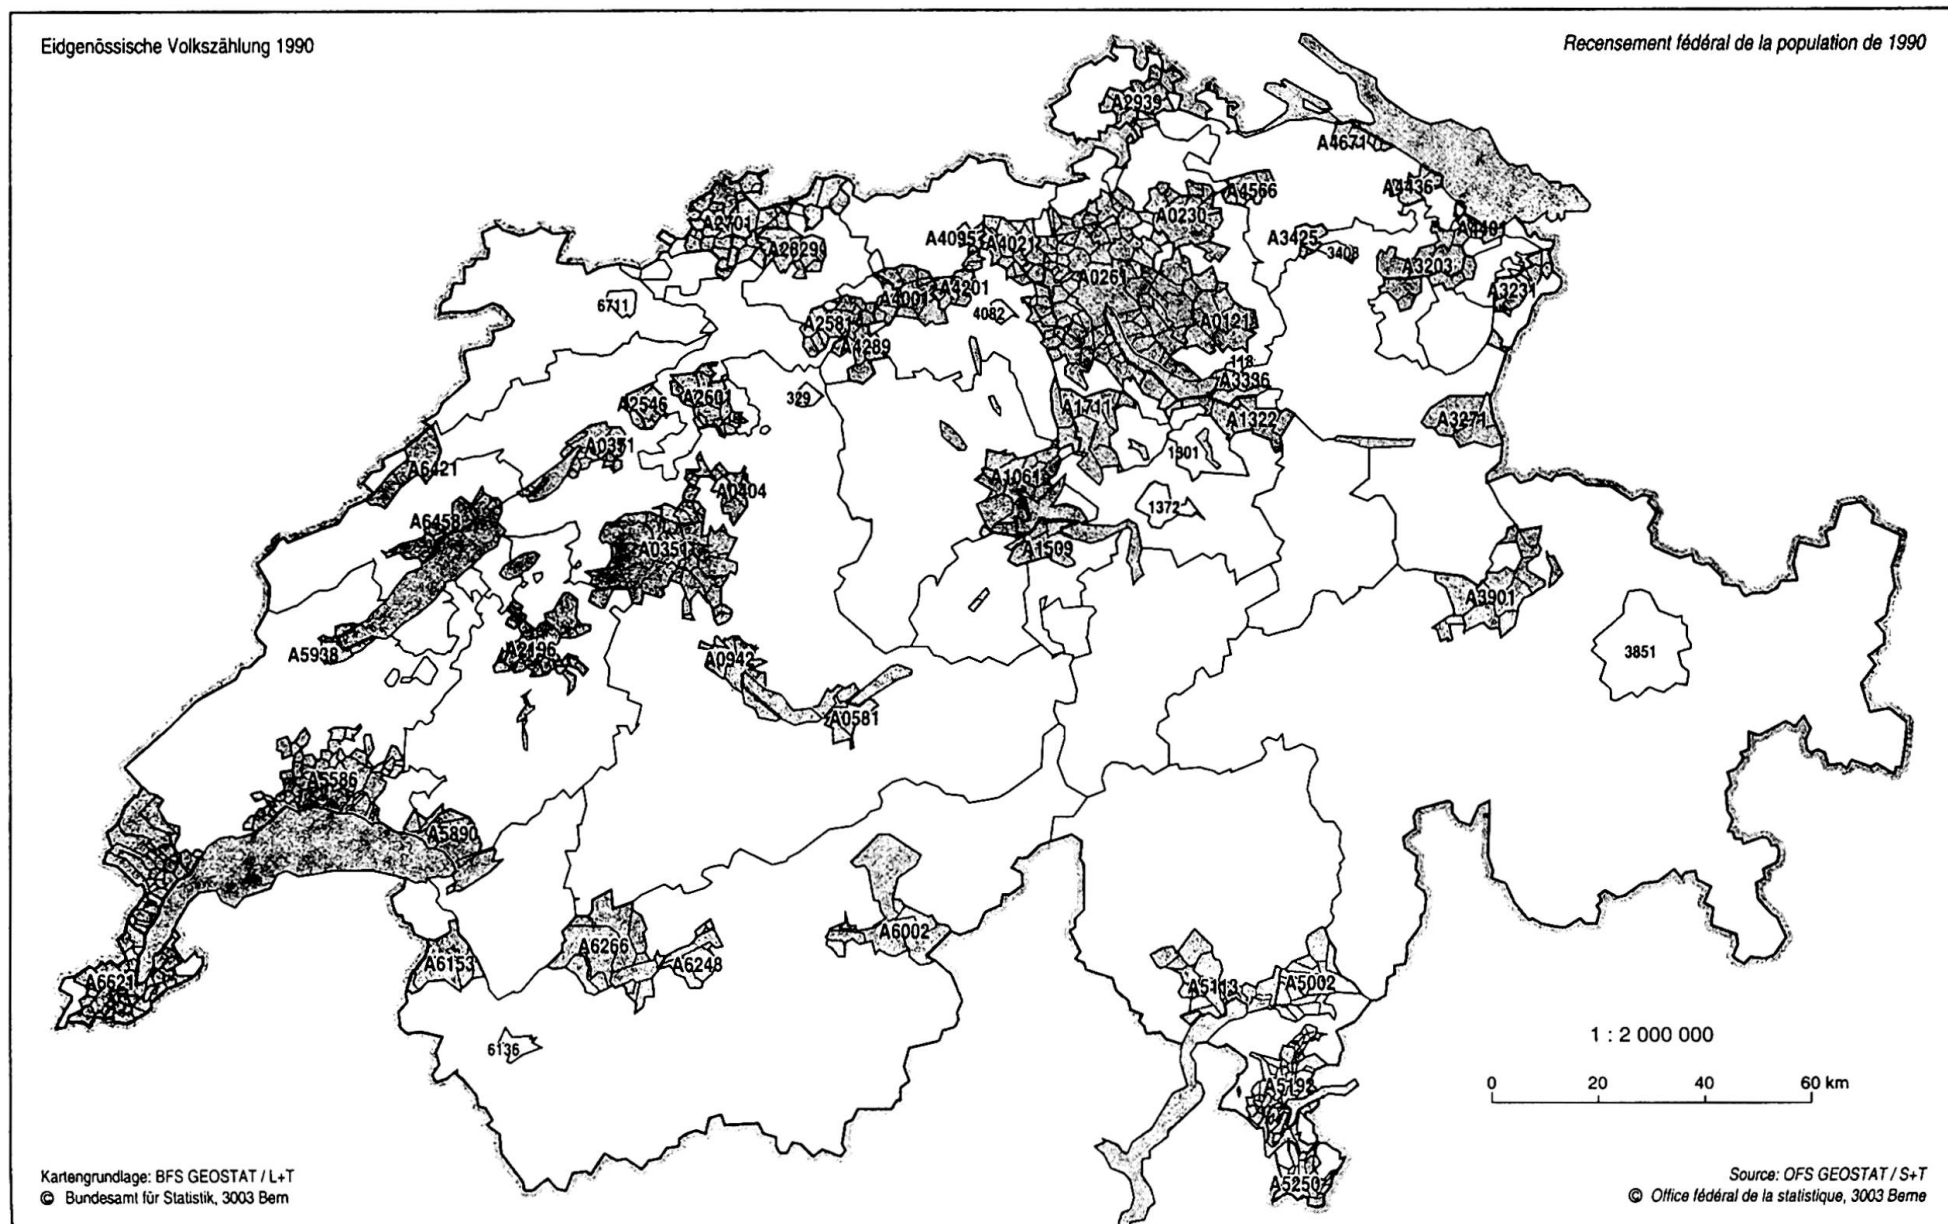 Eidgenössische Volkszählung 1990
Recensement fédéral de la population de 1990
A2939
A4671
A4436
A4566
A2701
A0230
A4401
A2829
A4095
A4021
A3425
3408
A3203
A0261
A3231
6711
A4001
A4201
4082
A2581
A0121
A4289
118
A3336
329
A2601
A2546
A1711
A1322
A3271
A0371
1301
A6421
A1061
A0404
1372
A6458
A0351
A1509
A3901
A5938
A2196
A0942
3851
A0581
A5586
A5890
A6002
A6266
A6153
A6248
A6621
A5113
A5002
6136
1 : 2 000 000
0 20 40 60 km
A5192
A5250
Kartengrundlage: BFS GEOSTAT / L+T
© Bundesamt für Statistik, 3003 Bern
Source: OFS GEOSTAT / S+T
© Office fédéral de la statistique, 3003 Berne